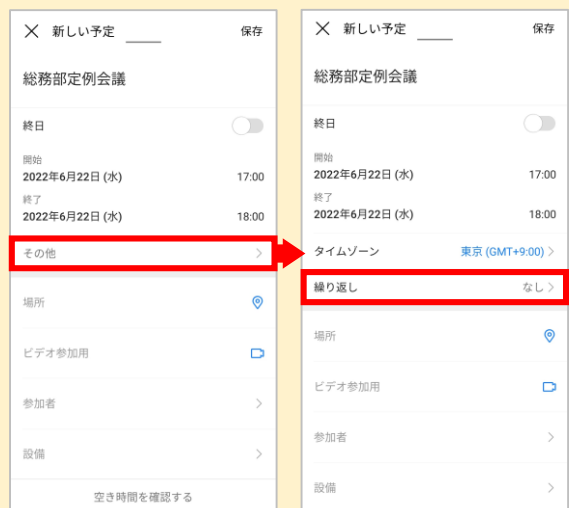 新しい予定
保存
総務部定例会議
終日
開始
2022年6月22日 (水) 17:00
終了
2022年6月22日 (水) 18:00
その他
場所
ビデオ参加用
参加者
設備
空き時間を確認する
新しい予定
保存
総務部定例会議
終日
開始
2022年6月22日 (水) 17:00
終了
2022年6月22日 (水) 18:00
タイムゾーン 東京 (GMT+9:00)
繰り返し なし
場所
ビデオ参加用
参加者
設備